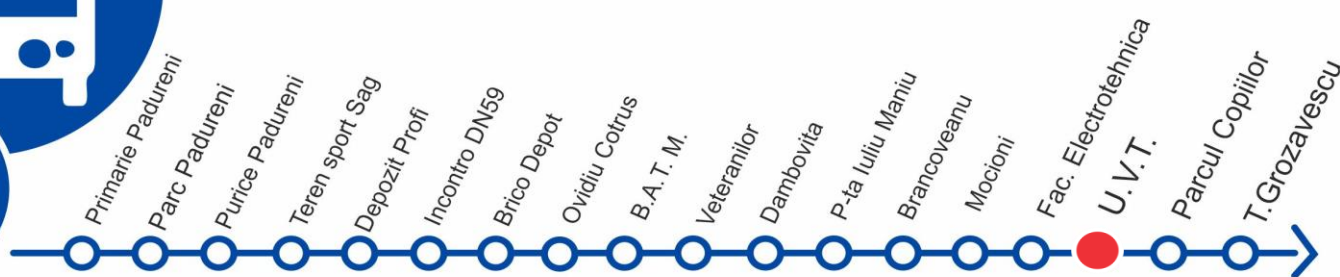 Primarie Padureni
Parc Padureni
Purice Padureni
Teren sport Sag
Depozit Profi
Incontro DN59
Brico Depot
Ovidiu Cotrus
B.A.T. M.
Veteranilor
Dambovita
P-ta Iuliu Maniu
Brancoveanu
Mocioni
Fac. Electrotehnica
U.V.T.
Parcul Copiilor
T.Grozavescu